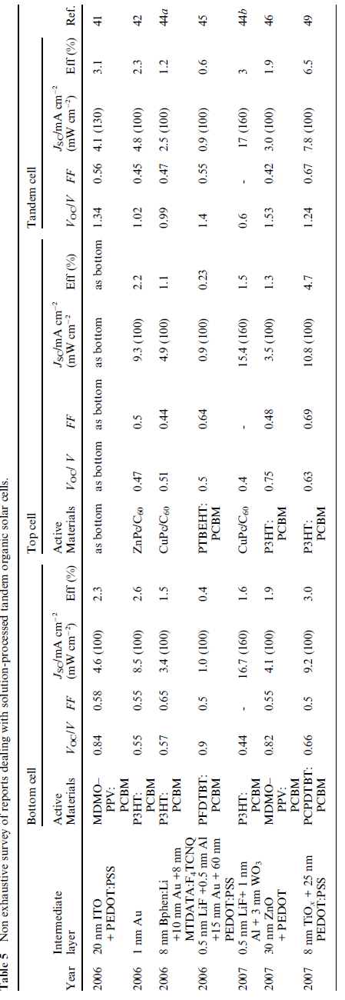 Table 5 Non exhaustive survey of reports dealing with solution-processed tandem organic solar cells.
Bottom cell Top cell Tandem cell
Year Intermediate layer Active Materials VOC/V FF JSC/mA cm−2 (mW cm−2) Eff (%) Active Materials VOC/ V FF JSC/mA cm−2 (mW cm−2) Eff (%) VOC/V FF JSC/mA cm−2 (mW cm−2) Eff (%) Ref.
2006 20 nm ITO + PEDOT:PSS MDMO–PPV: PCBM 0.84 0.58 4.6 (100) 2.3 as bottom as bottom as bottom as bottom as bottom 1.34 0.56 4.1 (130) 3.1 41
2006 1 nm Au P3HT: PCBM 0.55 0.55 8.5 (100) 2.6 ZnPc/C60 0.47 0.5 9.3 (100) 2.2 1.02 0.45 4.8 (100) 2.3 42
2006 8 nm Bphen:Li +10 nm Au +8 nm MTDATA:F4TCNQ P3HT: PCBM 0.57 0.65 3.4 (100) 1.5 CuPc/C60 0.51 0.44 4.9 (100) 1.1 0.99 0.47 2.5 (100) 1.2 44a
2006 0.5 nm LiF +0.5 nm Al +15 nm Au + 60 nm PEDOT:PSS PFDTBT: PCBM 0.9 0.5 1.0 (100) 0.4 PTBEHT: PCBM 0.5 0.64 0.9 (100) 0.23 1.4 0.55 0.9 (100) 0.6 45
2007 0.5 nm LiF+ 1 nm Al + 3 nm WO3 P3HT: PCBM 0.44 - 16.7 (160) 1.6 CuPc/C60 0.4 - 15.4 (160) 1.5 0.6 - 17 (160) 3 44b
2007 30 nm ZnO + PEDOT MDMO–PPV: PCBM 0.82 0.55 4.1 (100) 1.9 P3HT: PCBM 0.75 0.48 3.5 (100) 1.3 1.53 0.42 3.0 (100) 1.9 46
2007 8 nm TiOx + 25 nm PEDOT:PSS PCPDTBT: PCBM 0.66 0.5 9.2 (100) 3.0 P3HT: PCBM 0.63 0.69 10.8 (100) 4.7 1.24 0.67 7.8 (100) 6.5 49